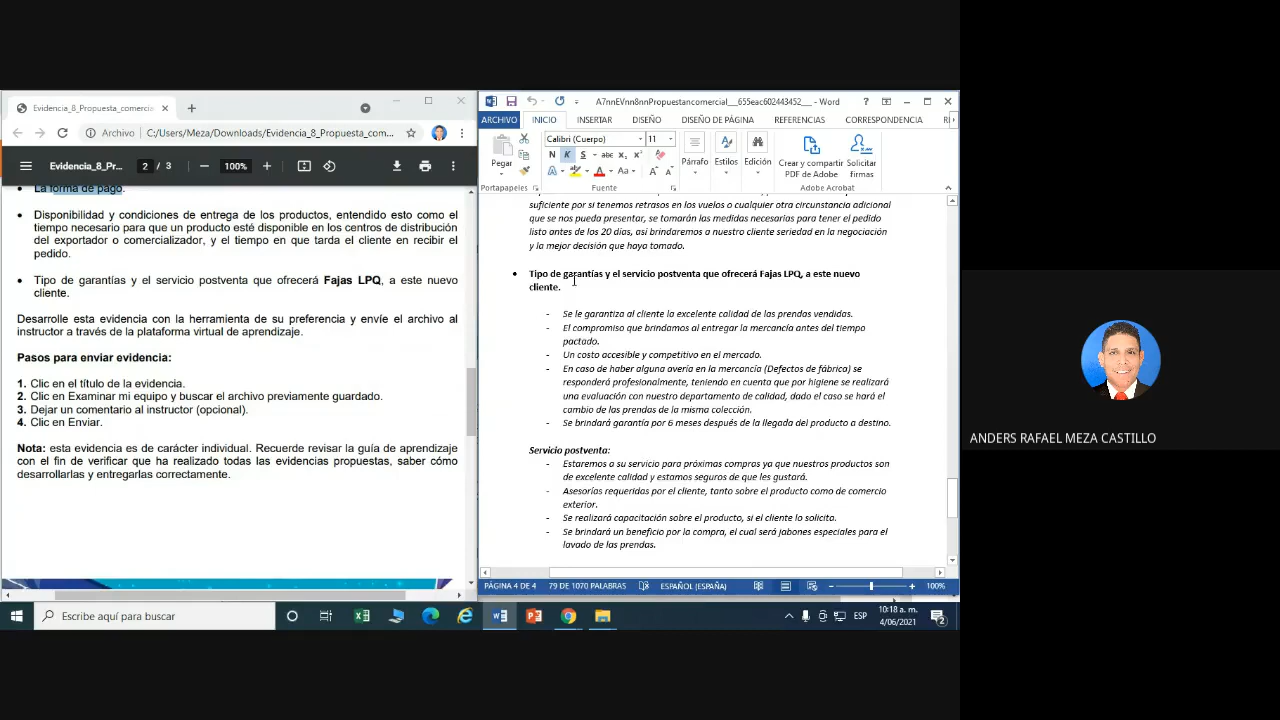 Evidencia_8_Propuesta_comercia
Archivo
C:/Users/Meza/Downloads/Evidencia_8_Propuesta_com...
Evidencia_8_Pr...
2 / 3
100%
La forma de pago.
• Disponibilidad y condiciones de entrega de los productos, entendido esto como el
tiempo necesario para que un producto esté disponible en los centros de distribución
del exportador o comercializador, y el tiempo en que tarda el cliente en recibir el
pedido.
• Tipo de garantías y el servicio postventa que ofrecerá Fajas LPQ, a este nuevo
cliente.
Desarrolle esta evidencia con la herramienta de su preferencia y envíe el archivo al
instructor a través de la plataforma virtual de aprendizaje.
Pasos para enviar evidencia:
1. Clic en el título de la evidencia.
2. Clic en Examinar mi equipo y buscar el archivo previamente guardado.
3. Dejar un comentario al instructor (opcional).
4. Clic en Enviar.
Nota: esta evidencia es de carácter individual. Recuerde revisar la guía de aprendizaje
con el fin de verificar que ha realizado todas las evidencias propuestas, saber cómo
desarrollarlas y entregarlas correctamente.
A7nnEVnn8nnPropuestancomercial___655eac602443452___ - Word
ARCHIVO INICIO INSERTAR DISEÑO DISEÑO DE PÁGINA REFERENCIAS CORRESPONDENCIA
Pegar
Calibri (Cuerpo) 11
N K S abc x₂ x²
Párrafo
Estilos
Edición
Crear y compartir
PDF de Adobe
Solicitar
firmas
Portapapeles
Fuente
Adobe Acrobat
suficiente por si tenemos retrasos en los vuelos o cualquier otra circunstancia adicional
que se nos pueda presentar, se tomarán las medidas necesarias para tener el pedido
listo antes de los 20 días, así brindaremos a nuestro cliente seriedad en la negociación
y la mejor decisión que haya tomado.
• Tipo de garantías y el servicio postventa que ofrecerá Fajas LPQ, a este nuevo
cliente.
- Se le garantiza al cliente la excelente calidad de las prendas vendidas.
- El compromiso que brindamos al entregar la mercancía antes del tiempo
pactado.
- Un costo accesible y competitivo en el mercado.
- En caso de haber alguna avería en la mercancía (Defectos de fábrica) se
responderá profesionalmente, teniendo en cuenta que por higiene se realizará
una evaluación con nuestro departamento de calidad, dado el caso se hará el
cambio de las prendas de la misma colección.
- Se brindará garantía por 6 meses después de la llegada del producto a destino.
Servicio postventa:
- Estaremos a su servicio para próximas compras ya que nuestros productos son
de excelente calidad y estamos seguros de que les gustará.
- Asesorías requeridas por el cliente, tanto sobre el producto como de comercio
exterior.
- Se realizará capacitación sobre el producto, si el cliente lo solicita.
- Se brindará un beneficio por la compra, el cual será jabones especiales para el
lavado de las prendas.
PÁGINA 4 DE 4 79 DE 1070 PALABRAS ESPAÑOL (ESPAÑA) 100%
Escribe aquí para buscar
ESP
10:18 a. m.
4/06/2021
2
ANDERS RAFAEL MEZA CASTILLO